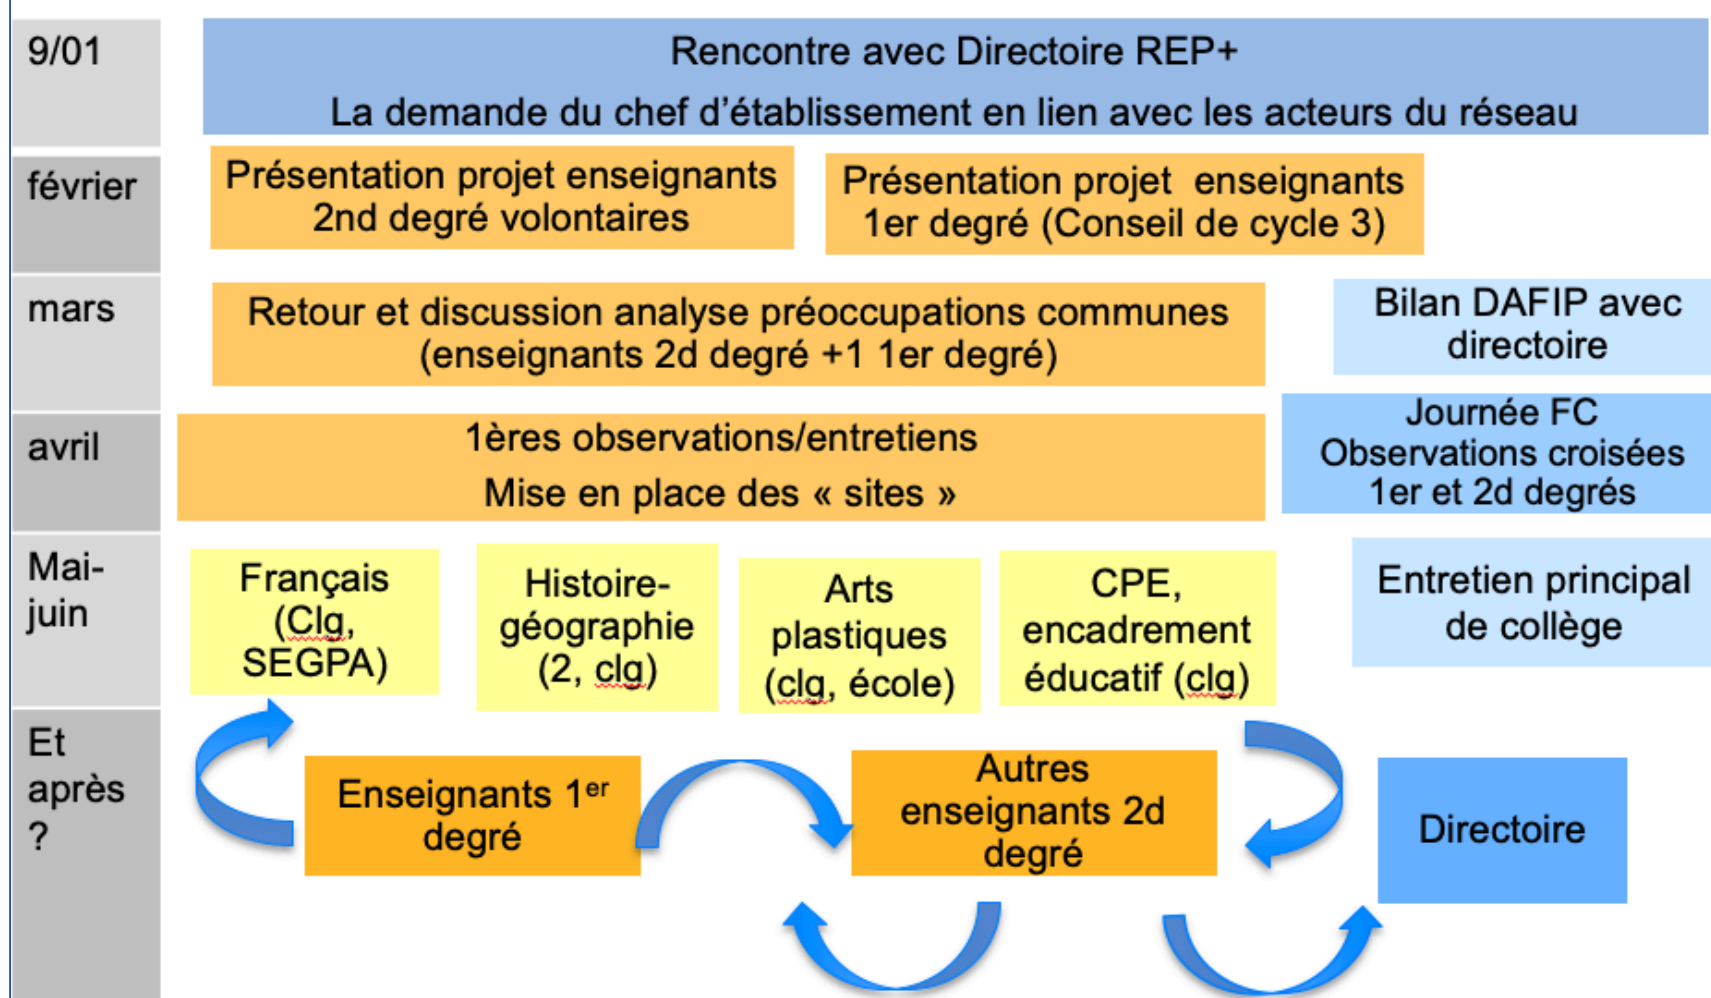 9/01
Rencontre avec Directoire REP+
La demande du chef d'établissement en lien avec les acteurs du réseau
février
Présentation projet enseignants
2nd degré volontaires
Présentation projet enseignants
1er degré (Conseil de cycle 3)
mars
Retour et discussion analyse préoccupations communes
(enseignants 2d degré +1 1er degré)
Bilan DAFIP avec
directoire
avril
1ères observations/entretiens
Mise en place des « sites »
Journée FC
Observations croisées
1er et 2d degrés
Mai-
juin
Français
(Clg,
SEGPA)
Histoire-
géographie
(2, clg)
Arts
plastiques
(clg, école)
CPE,
encadrement
éducatif (clg)
Entretien principal
de collège
Et
après
?
Enseignants 1er
degré
Autres
enseignants 2d
degré
Directoire